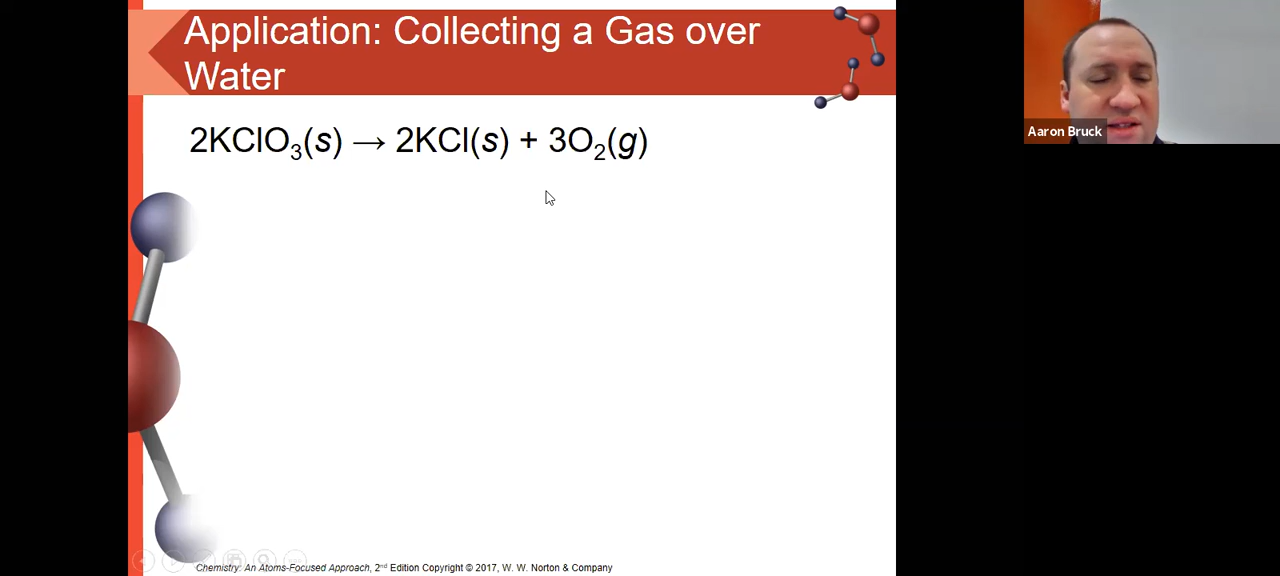 Application: Collecting a Gas over
Water
2KClO₃(s) → 2KCl(s) + 3O₂(g)
Aaron Bruck
Chemistry: An Atoms-Focused Approach, 2nd Edition Copyright © 2017, W. W. Norton & Company